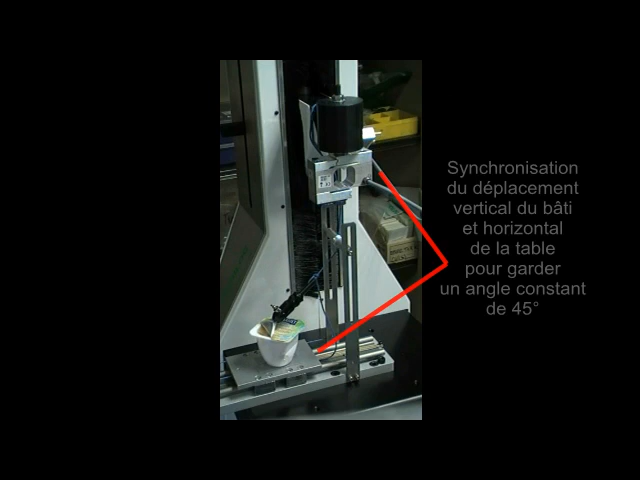 Synchronisation
du déplacement
vertical du bâti
et horizontal
de la table
pour garder
un angle constant
de 45°